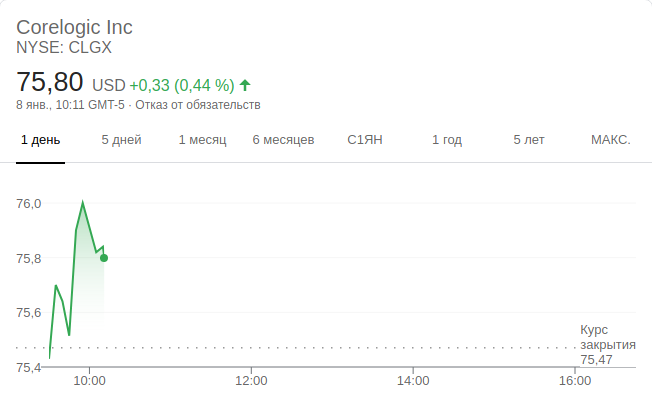 Corelogic Inc
NYSE: CLGX
75,80 USD +0,33 (0,44 %)
8 янв., 10:11 GMT-5 · Отказ от обязательств
1 день 5 дней 1 месяц 6 месяцев С1ЯН 1 год 5 лет МАКС.
76,0
75,8
75,6
Курс
закрытия
75,47
75,4
10:00 12:00 14:00 16:00